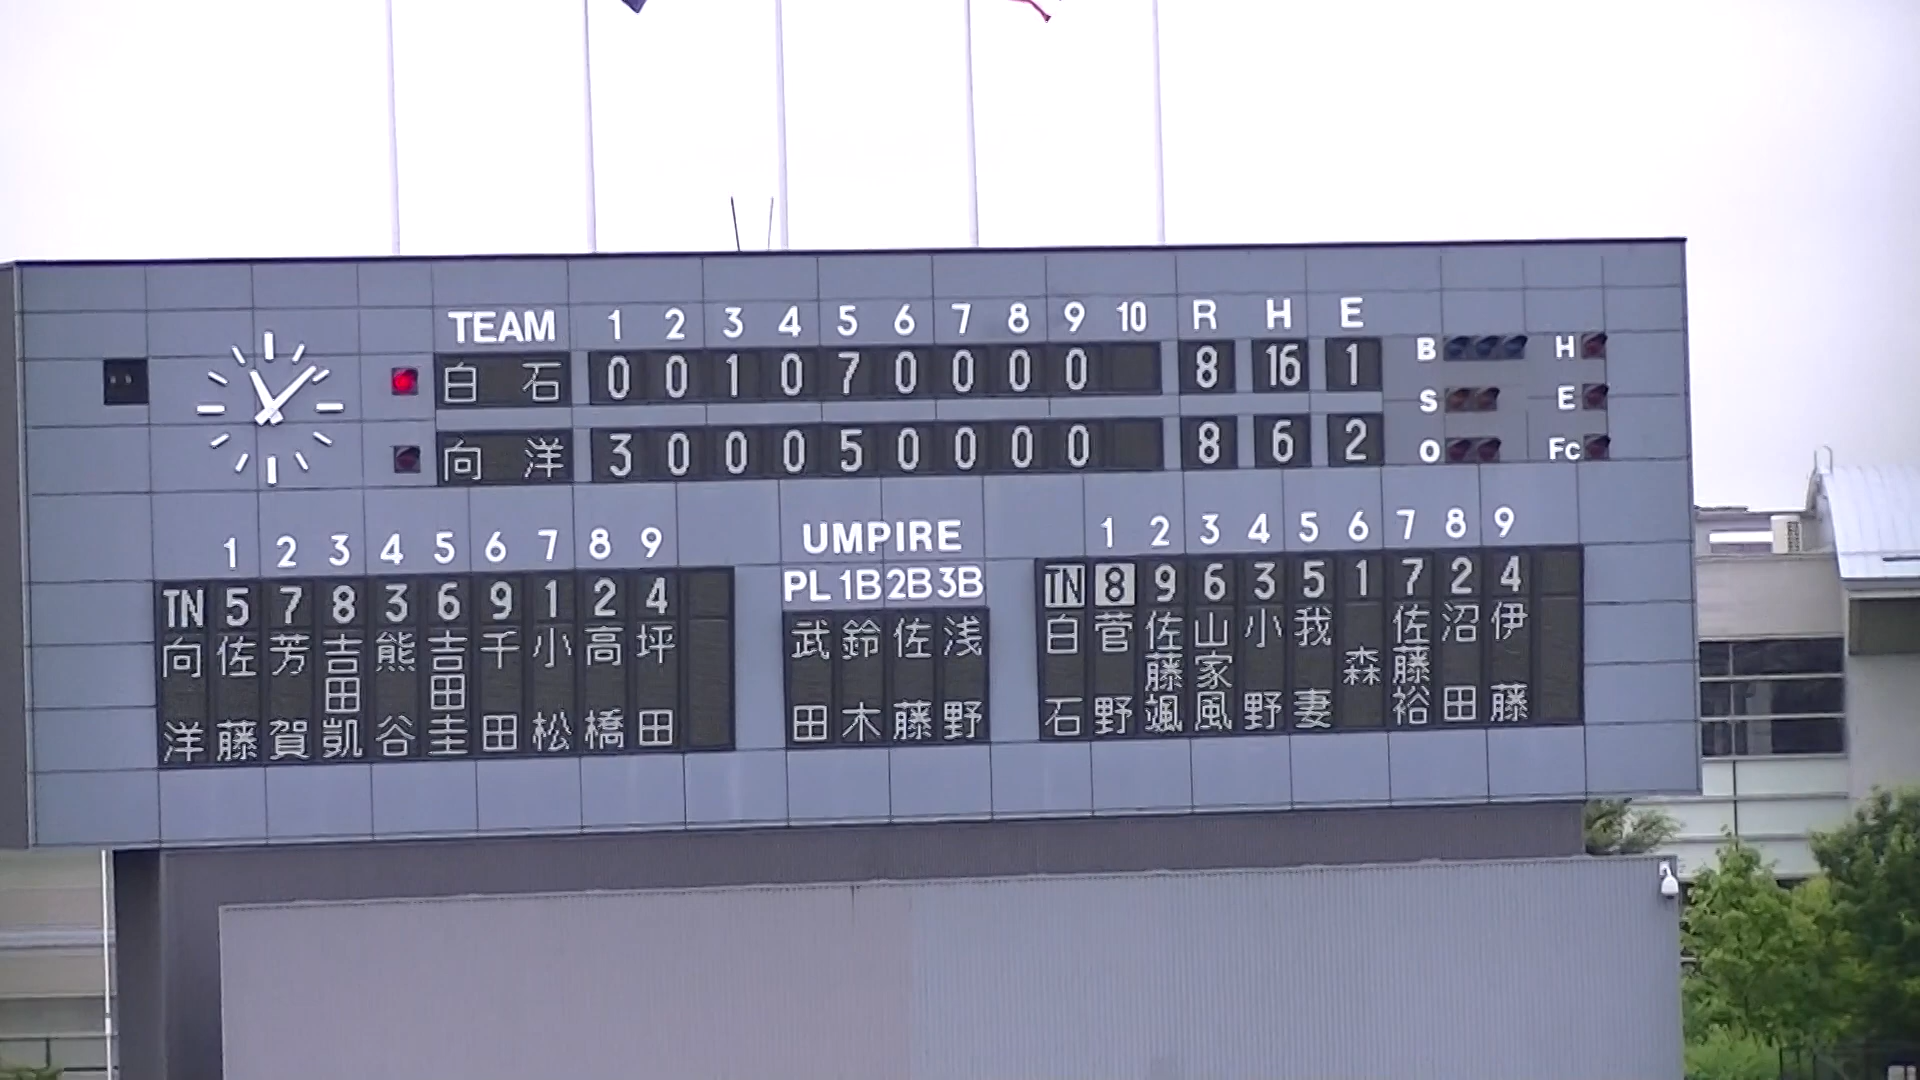 TEAM 1 2 3 4 5 6 7 8 9 10 R H E
白石 0 0 1 0 7 0 0 0 0 8 16 1
向洋 3 0 0 0 5 0 0 0 0 8 6 2
B H
S E
O Fc
1 2 3 4 5 6 7 8 9
TN 5 7 8 3 6 9 1 2 4
向洋 佐藤 芳賀 吉田凱 熊谷 吉田圭 千田 小松 高橋 坪田
UMPIRE
PL 1B 2B 3B
武田 鈴木 佐藤 浅野
1 2 3 4 5 6 7 8 9
TN 8 9 6 3 5 1 7 2 4
白石 菅野 佐藤颯 山家風 小野 我妻 森 佐藤裕 沼田 伊藤